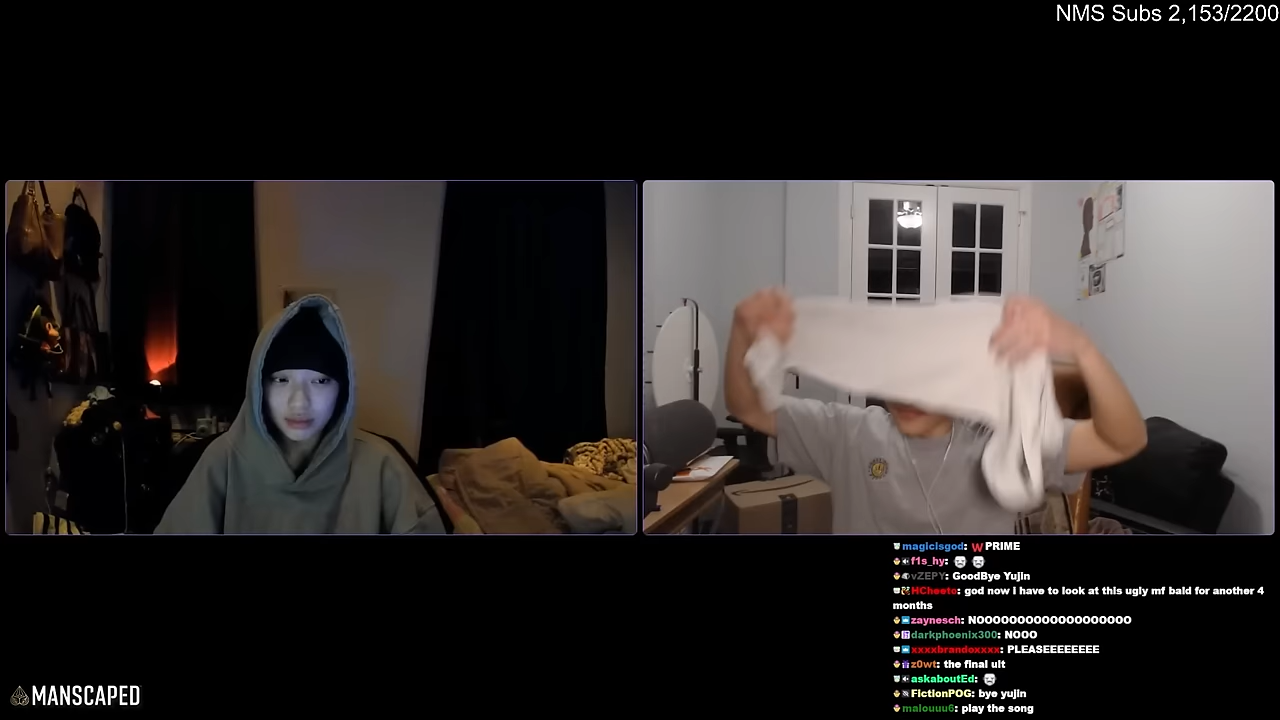 NMS Subs 2,153/2200
magicisgod: W PRIME
f1s_hy:
vZEPY: GoodBye Yujin
HCheeto: god now i have to look at this ugly mf bald for another 4
months
zaynesch: NOOOOOOOOOOOOOOOOOOO
darkphoenix300: NOOO
xxxxbrandoxxxx: PLEASEEEEEEEE
z0wt: the final ult
askaboutEd:
FictionPOG: bye yujin
malouuu6: play the song
MANSCAPED